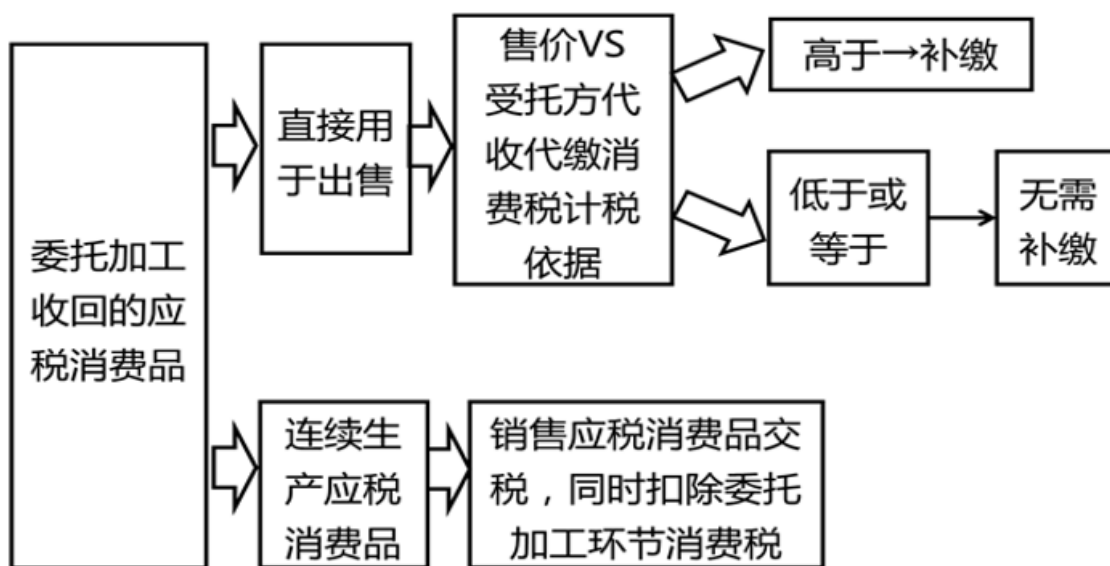 委托加工
收回的应
税消费品
直接用
于出售
售价VS
受托方代
收代缴消
费税计税
依据
高于→补缴
低于或
等于
无需
补缴
连续生
产应税
消费品
销售应税消费品交
税，同时扣除委托
加工环节消费税